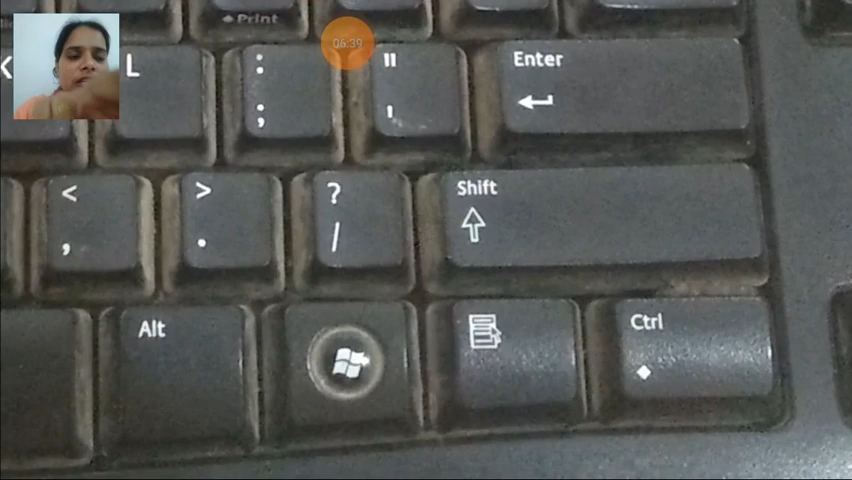 Print
06:39
K L : " Enter
; '
< > ? Shift
, . /
Alt Ctrl